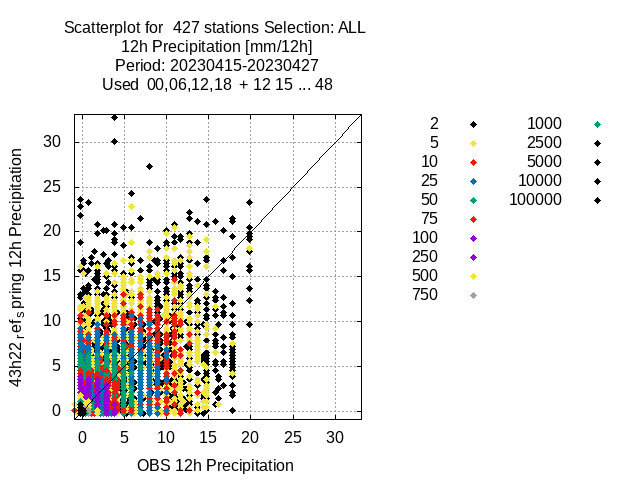 Scatterplot for 427 stations Selection: ALL
12h Precipitation [mm/12h]
Period: 20230415-20230427
Used 00,06,12,18 + 12 15 ... 48
43h22_ref_spring 12h Precipitation
30
25
20
15
10
5
0
0 5 10 15 20 25 30
OBS 12h Precipitation
2 1000
5 2500
10 5000
25 10000
50 100000
75
100
250
500
750